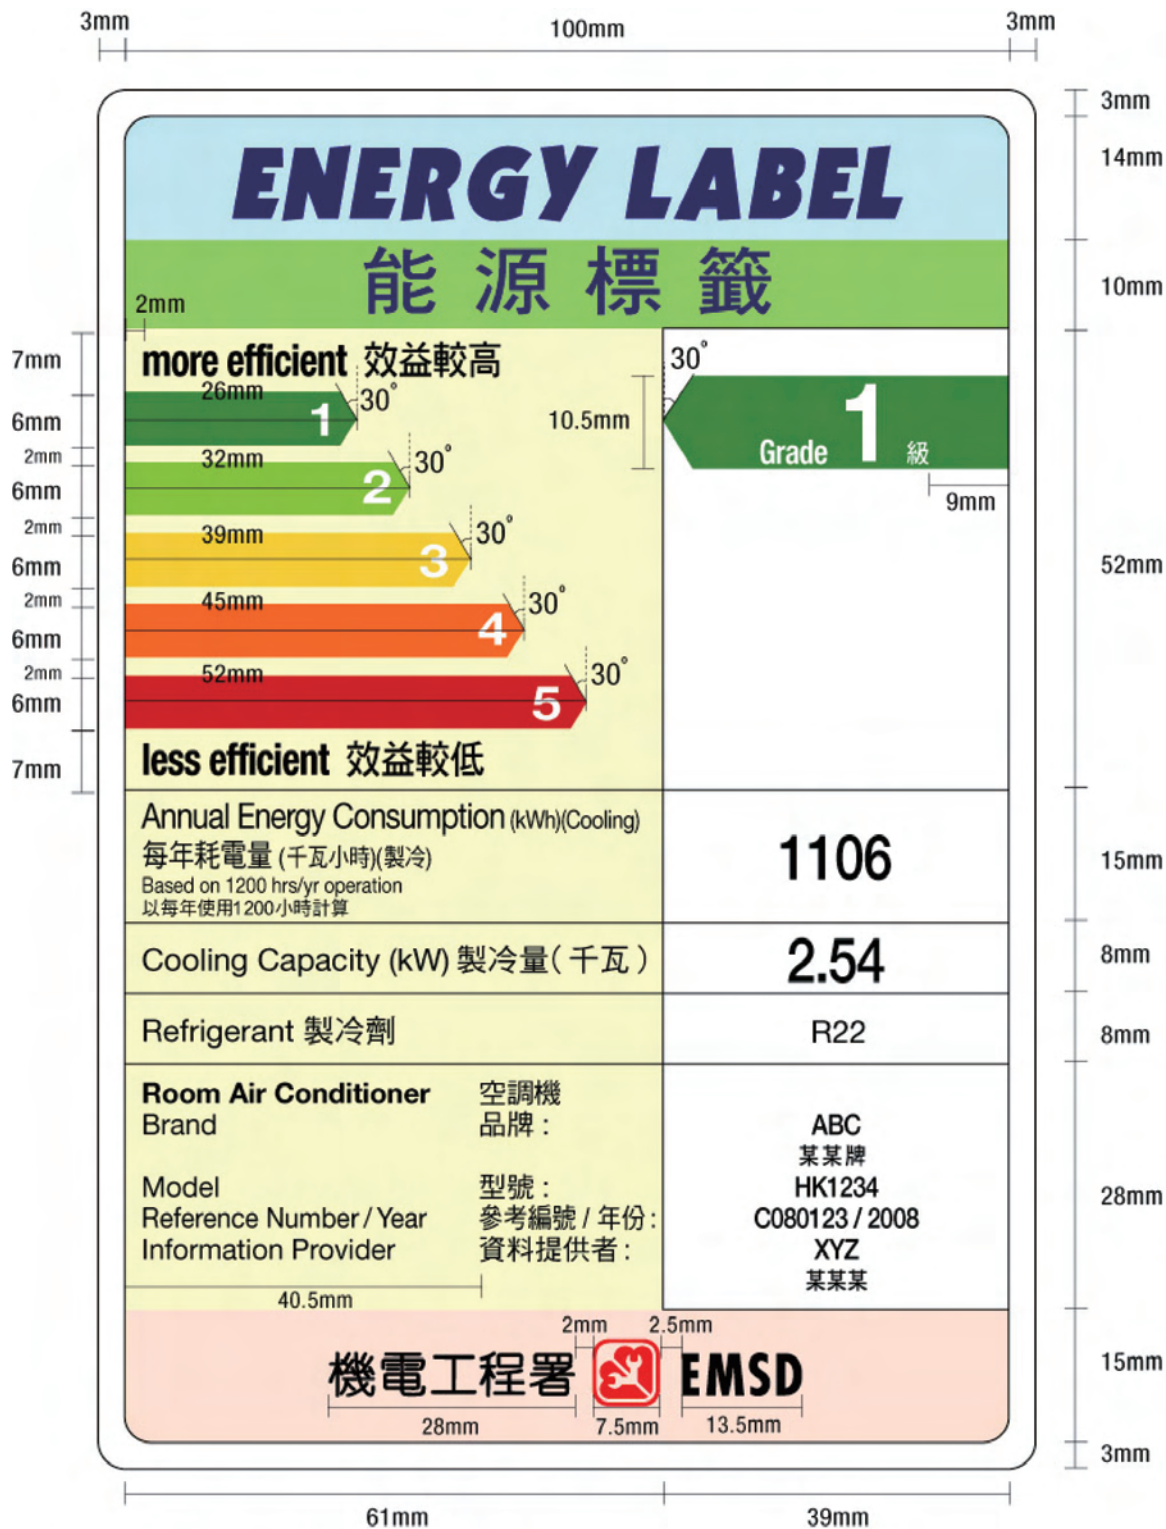 3mm 100mm 3mm
3mm
ENERGY LABEL
14mm
能源標籤
10mm
2mm
7mm
more efficient 效益較高
26mm
30°
1
6mm
2mm
32mm
30°
2
6mm
2mm
39mm
30°
3
6mm
2mm
45mm
30°
4
6mm
2mm
52mm
30°
5
6mm
less efficient 效益較低
7mm
30°
10.5mm
Grade 1 級
9mm
52mm
Annual Energy Consumption (kWh)(Cooling)
每年耗電量 (千瓦小時)(製冷)
Based on 1200 hrs/yr operation
以每年使用1200小時計算
1106
15mm
Cooling Capacity (kW) 製冷量(千瓦)
2.54
8mm
Refrigerant 製冷劑
R22
8mm
Room Air Conditioner 空調機
Brand 品牌 :
ABC
某某牌
Model 型號 :
HK1234
Reference Number / Year 參考編號 / 年份 :
C080123 / 2008
Information Provider 資料提供者 :
XYZ
某某某
28mm
40.5mm
2mm 2.5mm
機電工程署 EMSD
15mm
28mm 7.5mm 13.5mm
3mm
61mm 39mm